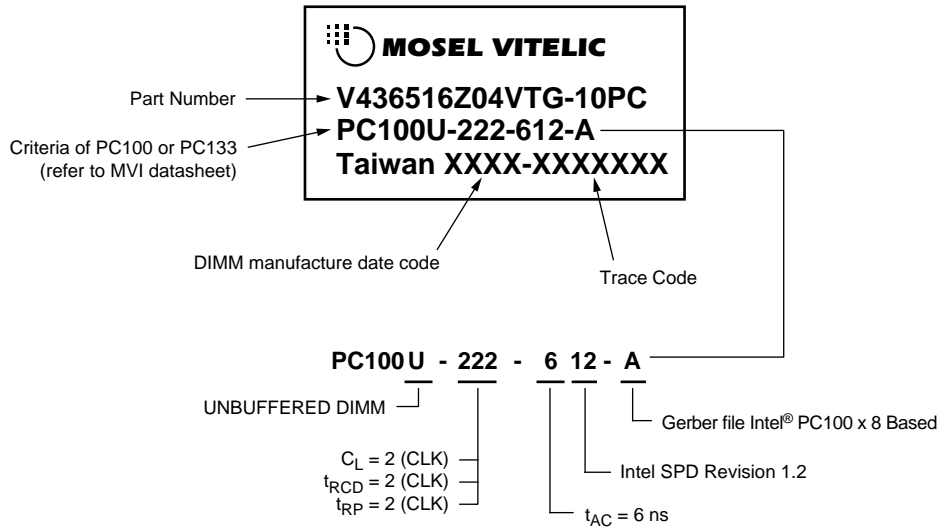 MOSEL VITELIC
Part Number
V436516Z04VTG-10PC
Criteria of PC100 or PC133
(refer to MVI datasheet)
PC100U-222-612-A
Taiwan XXXX-XXXXXXX
DIMM manufacture date code
Trace Code
PC100 U - 222 - 6 12 - A
UNBUFFERED DIMM
Gerber file Intel® PC100 x 8 Based
CL = 2 (CLK)
tRCD = 2 (CLK)
tRP = 2 (CLK)
Intel SPD Revision 1.2
tAC = 6 ns